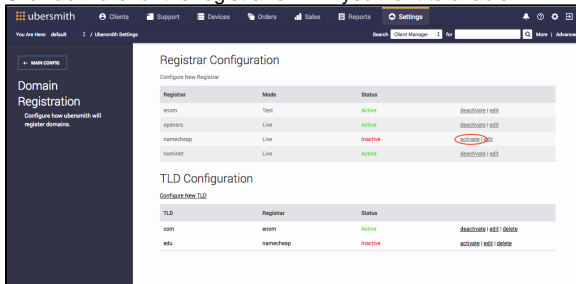 ubersmith Clients Support Devices Orders Sales Reports Settings
You Are Here: default / Ubersmith Settings Search Client Manager for More | Advanced
← MAIN CONFIG
Domain
Registration
Configure how ubersmith will
register domains.
Registrar Configuration
Configure New Registrar
Registrar Mode Status
enom Test Active deactivate | edit
opensrs Live Active deactivate | edit
namecheap Live Inactive activate | edit
nominet Live Active deactivate | edit
TLD Configuration
Configure New TLD
TLD Registrar Status
com enom Active deactivate | edit | delete
edu namecheap Inactive activate | edit | delete